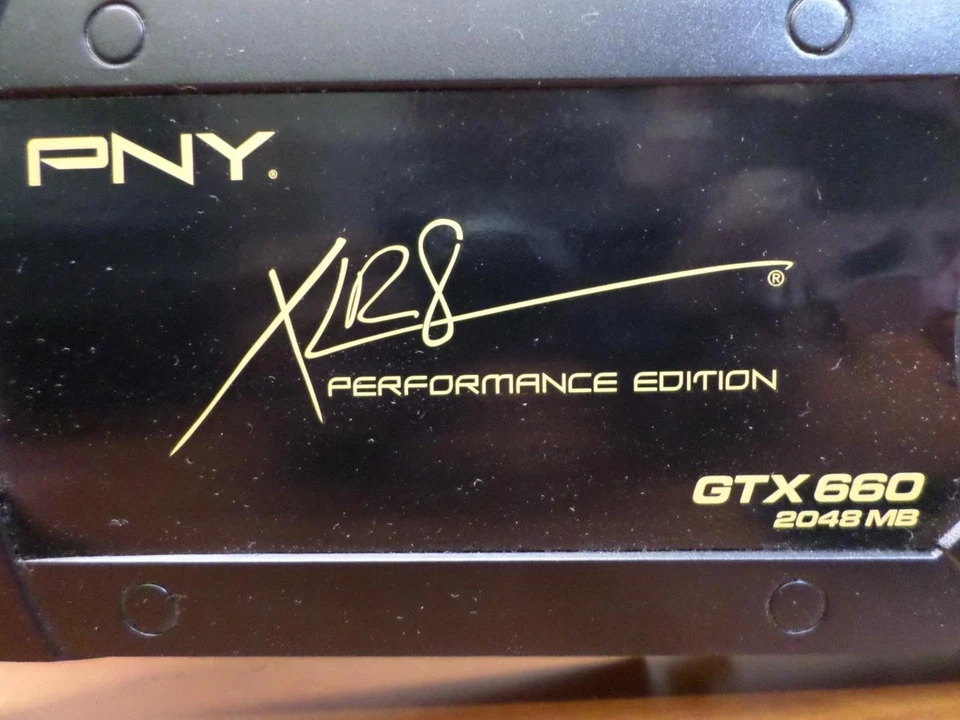 PNY®
XLR8®
PERFORMANCE EDITION
GTX 660
2048 MB